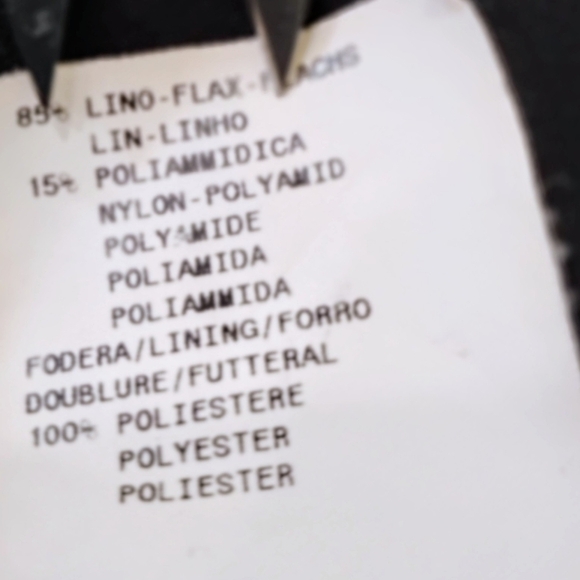 85% LINO-FLAX-FLACHS
LIN-LINHO
15% POLIAMMIDICA
NYLON-POLYAMID
POLYAMIDE
POLIAMIDA
POLIAMMIDA
FODERA/LINING/FORRO
DOUBLURE/FUTTERAL
100% POLIESTERE
POLYESTER
POLIESTER